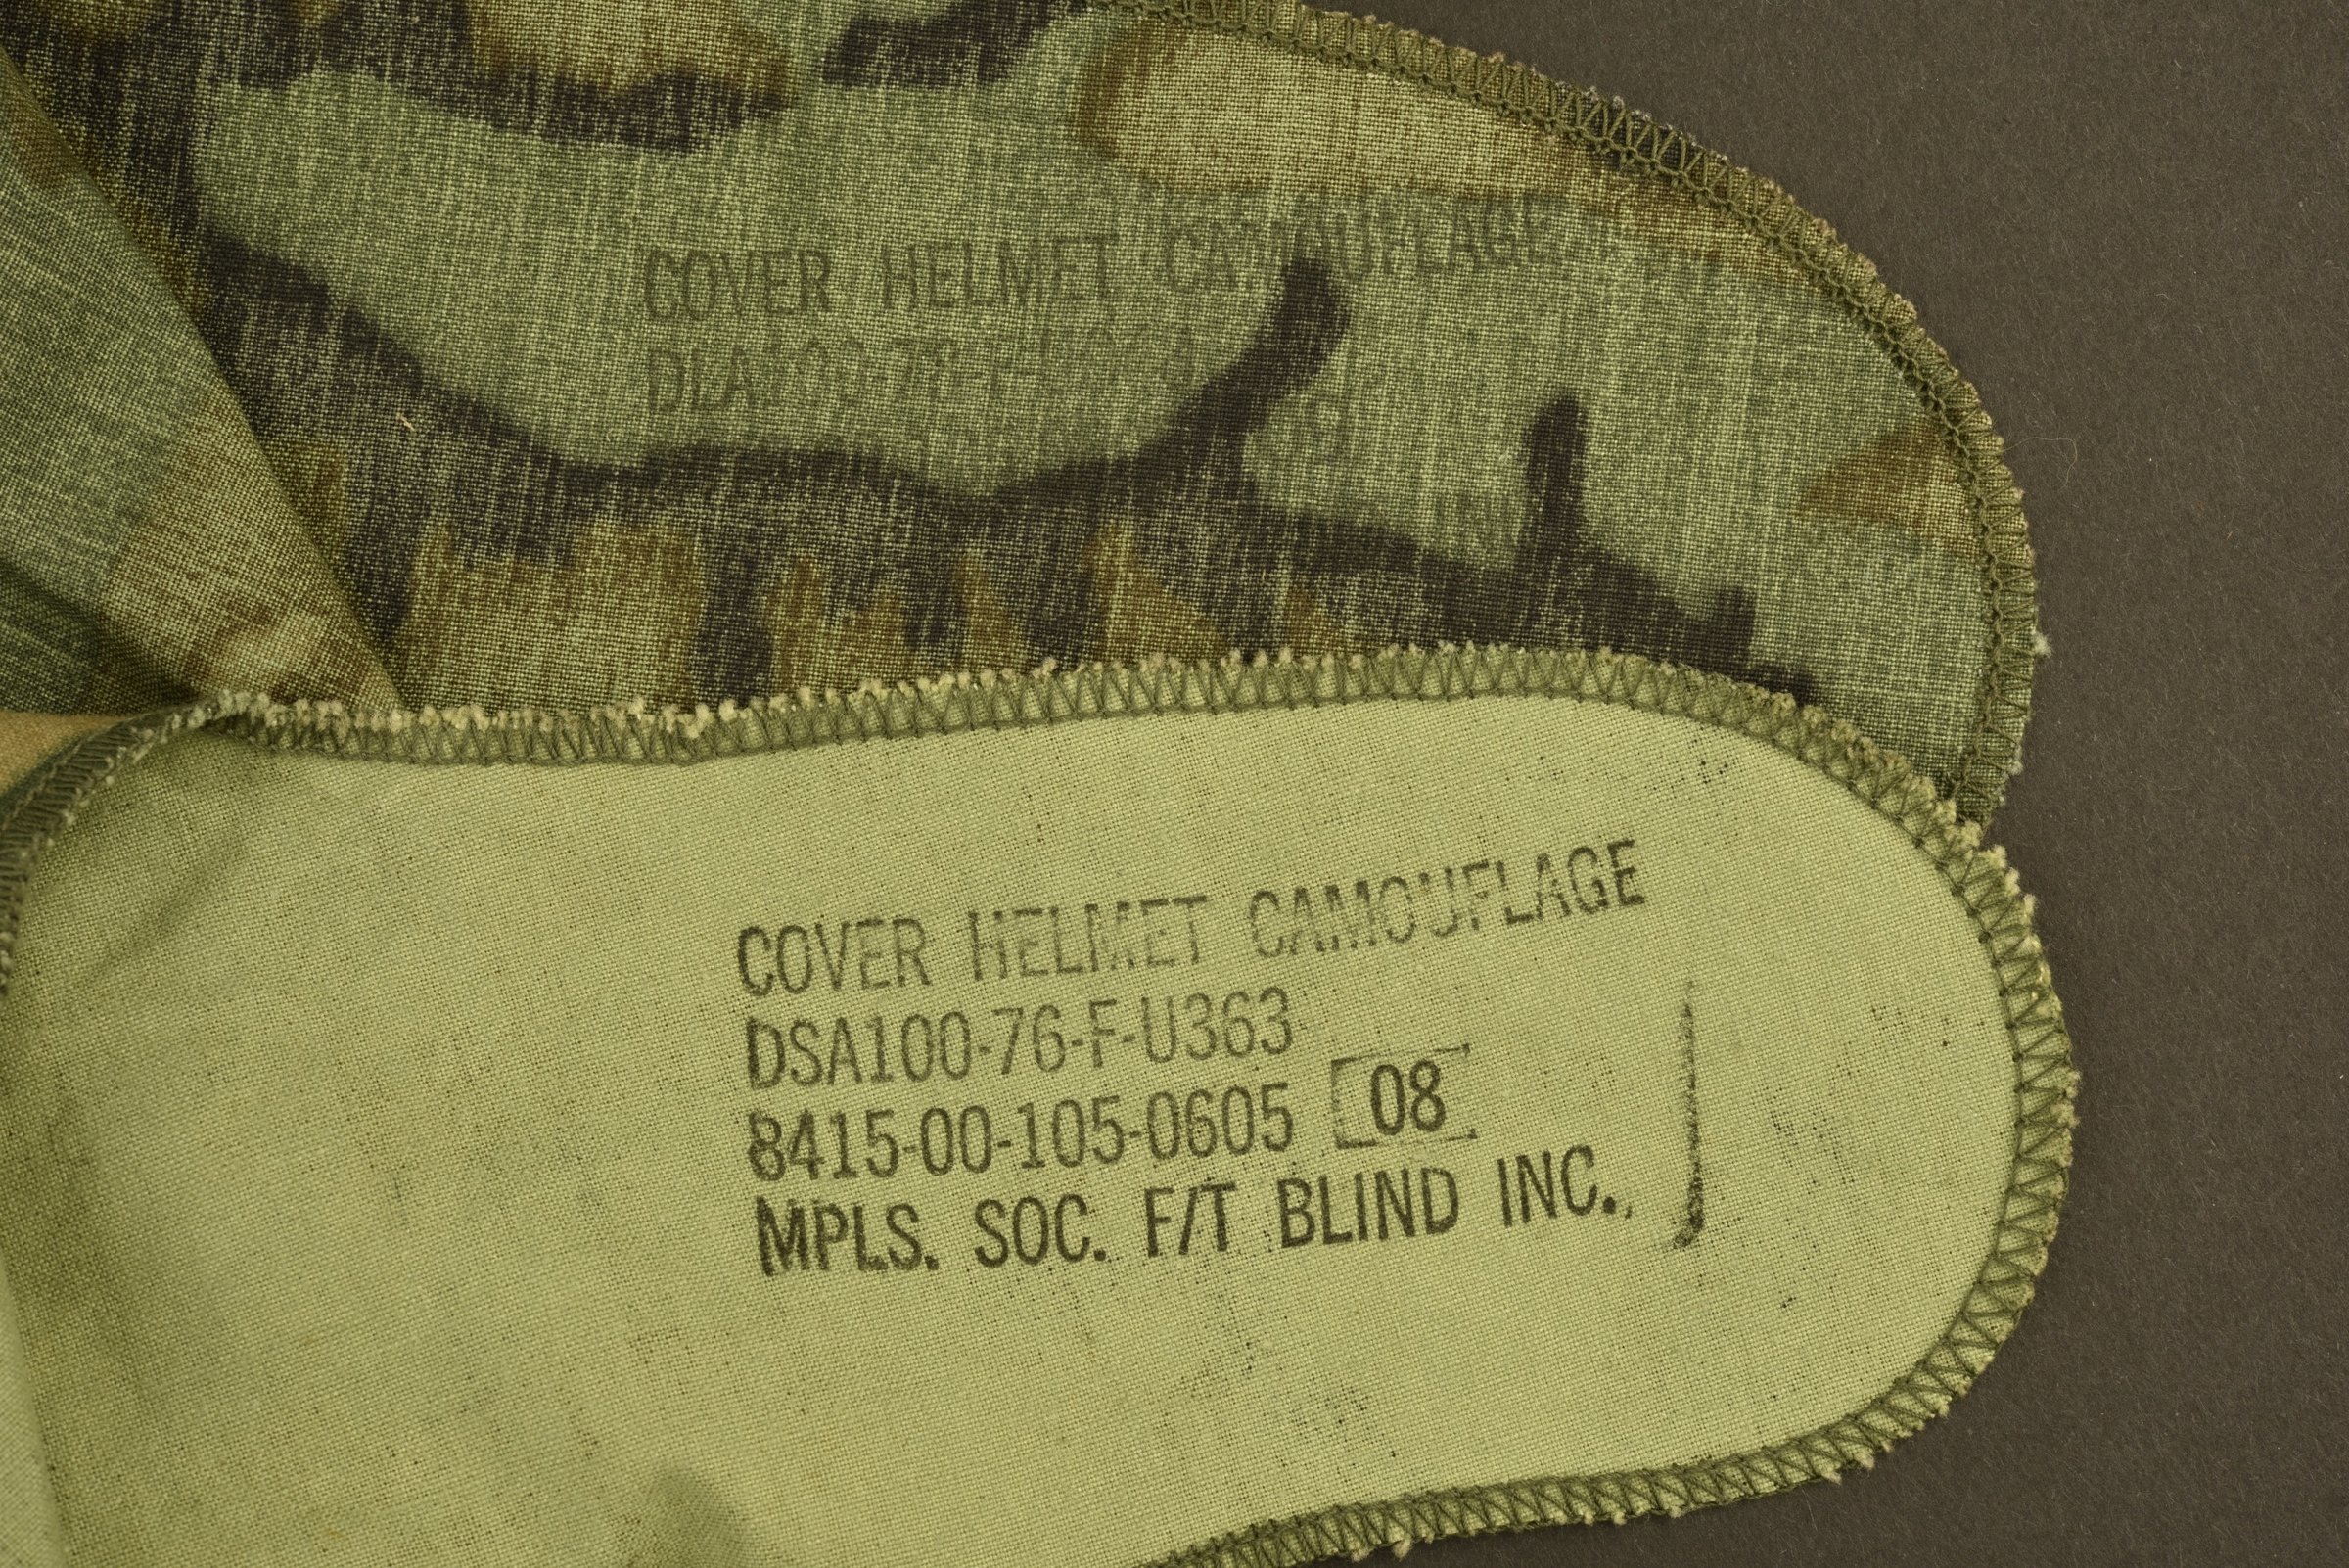 COVER HELMET CAMOUFLAGE
COVER HELMET CAMOUFLAGE
DSA100-76-F-U363
8415-00-105-0605 08
MPLS. SOC. F/T BLIND INC.